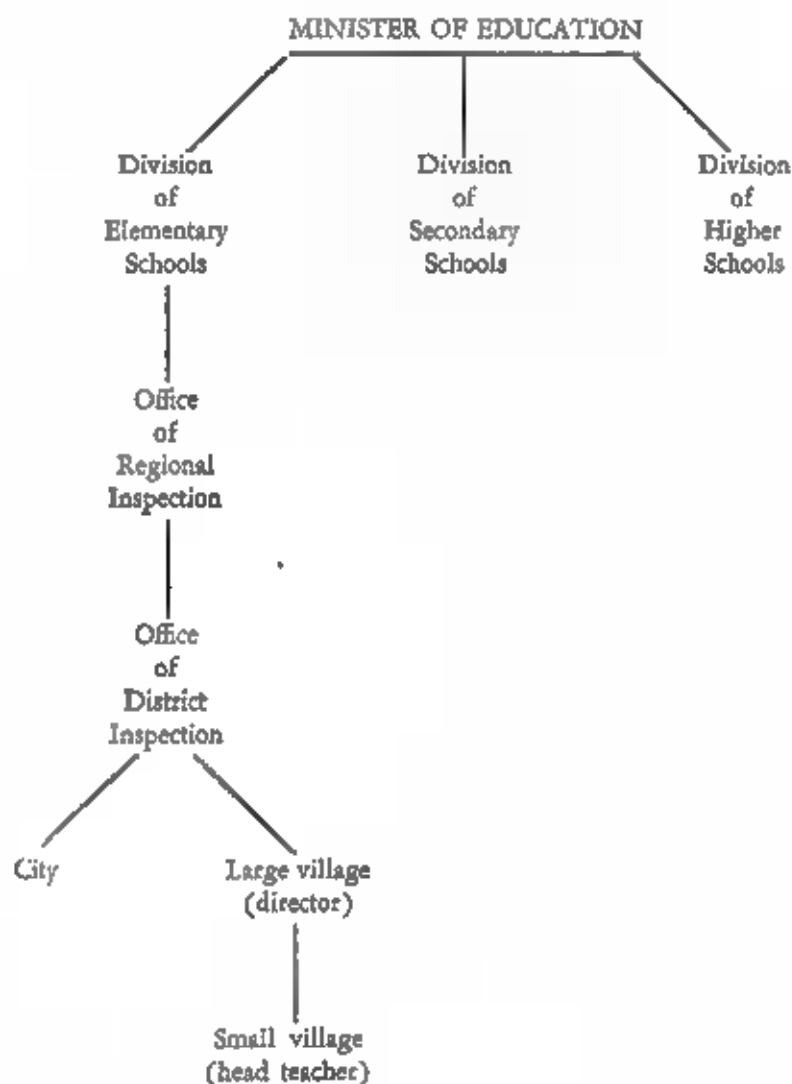 MINISTER OF EDUCATION
Division
of
Elementary
Schools
Division
of
Secondary
Schools
Division
of
Higher
Schools
Office
of
Regional
Inspection
Office
of
District
Inspection
City
Large village
(director)
Small village
(head teacher)